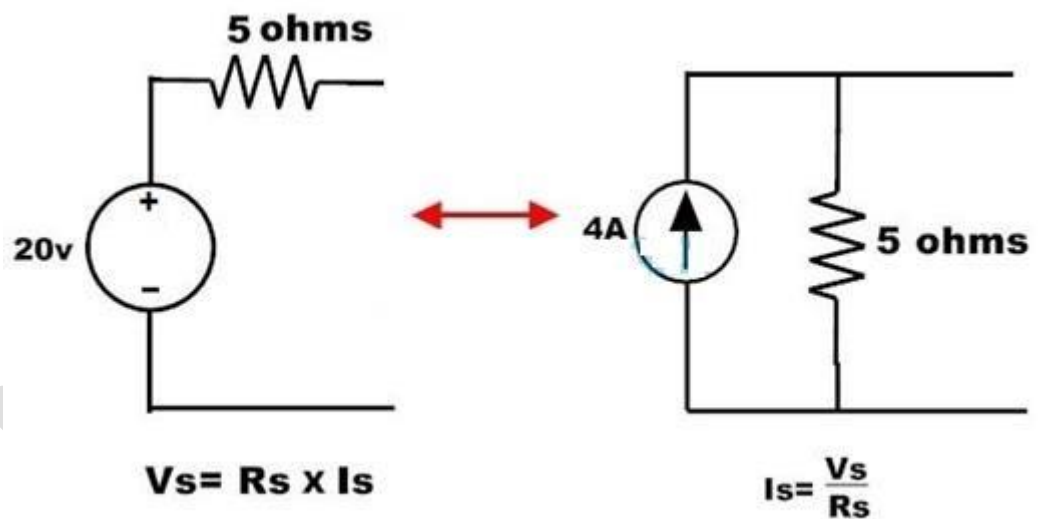 5 ohms
+
20v
−
Vs= Rs x Is
4A
5 ohms
Is= Vs
Rs